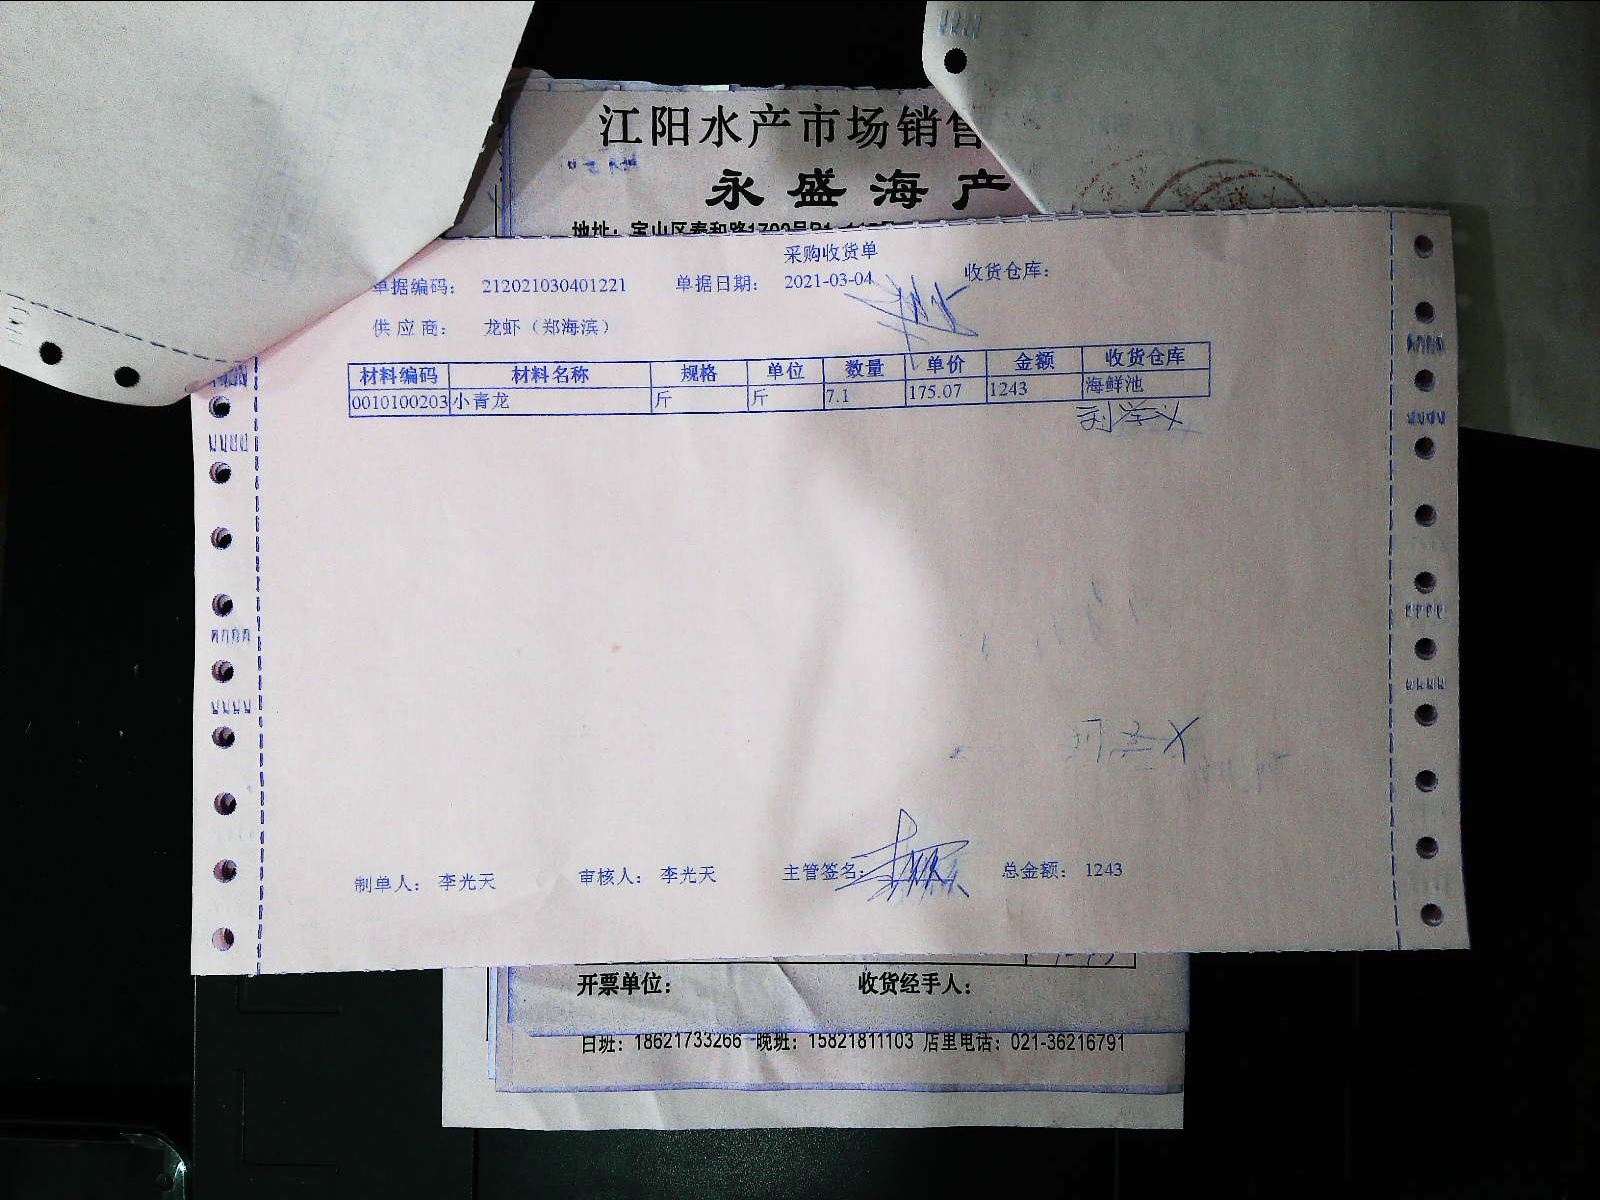 江阳水产市场销售
永盛海产
采购收货单
单据编码： 212021030401221 单据日期： 2021-03-04 收货仓库：
供应商： 龙虾（郑海滨）
材料编码 材料名称 规格 单位 数量 单价 金额 收货仓库
0010100203 小青龙 斤 斤 7.1 175.07 1243 海鲜池
制单人： 李光天 审核人： 李光天 主管签名： 总金额： 1243
开票单位： 收货经手人：
日班：18621733266 晚班：15821811103 店里电话：021-36216791